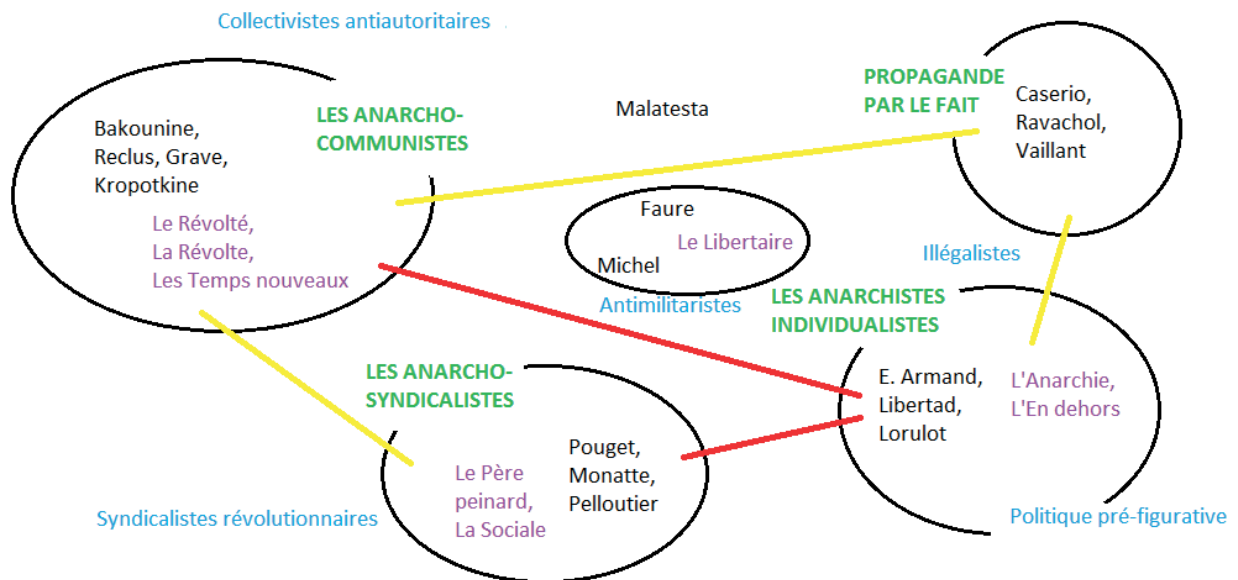 Collectivistes antiautoritaires
LES ANARCHO-
COMMUNISTES
Bakounine,
Reclus, Grave,
Kropotkine
Le Révolté,
La Révolte,
Les Temps nouveaux
Malatesta
PROPAGANDE
PAR LE FAIT
Caserio,
Ravachol,
Vaillant
Faure
Le Libertaire
Michel
Antimilitaristes
Illégalistes
LES ANARCHISTES
INDIVIDUALISTES
E. Armand,
Libertad,
Lorulot
L'Anarchie,
L'En dehors
LES ANARCHO-
SYNDICALISTES
Le Père
peinard,
La Sociale
Pouget,
Monatte,
Pelloutier
Syndicalistes révolutionnaires
Politique pré-figurative